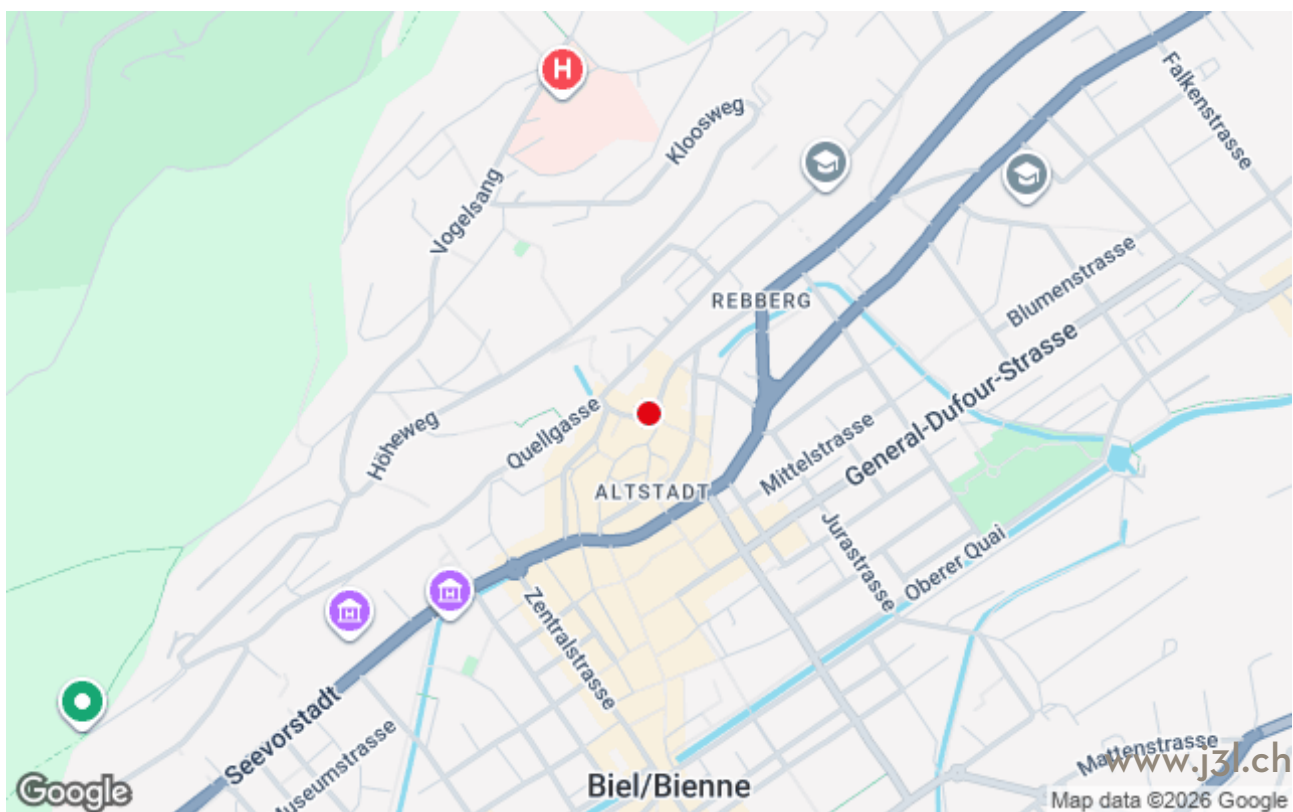 H
Falkenstrasse
Kloosweg
Vogelsang
Blumenstrasse
REBBERG
General-Dufour-Strasse
Höheweg
Quellgasse
Mittelstrasse
ALTSTADT
Jurastrasse
Oberer Quai
Zentralstrasse
Seevorstadt
Museumstrasse
Mattenstrasse
www.j3l.ch
Biel/Bienne
Google
Map data ©2026 Google